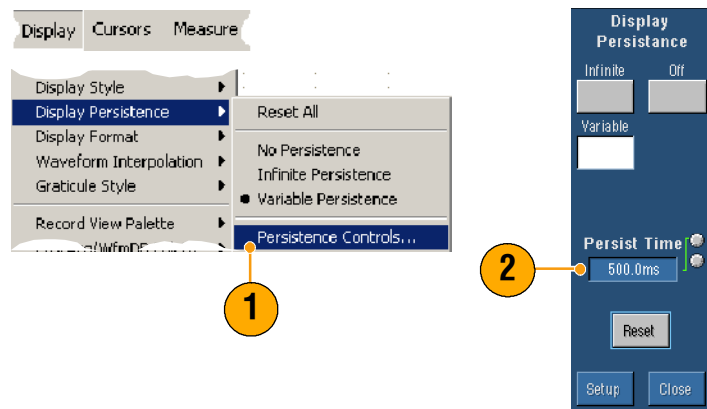 Display Cursors Measure
Display Style
Display Persistence
Display Format
Waveform Interpolation
Graticule Style
Record View Palette
Reset All
No Persistence
Infinite Persistence
Variable Persistence
Persistence Controls...
1
Display
Persistance
Infinite Off
Variable
Persist Time
2
500.0ms
Reset
Setup Close